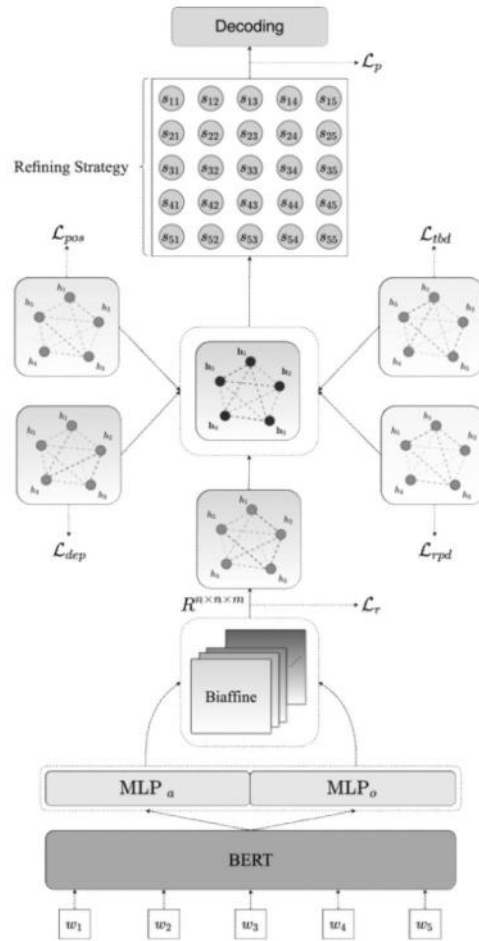 Decoding
ℒp
s11 s12 s13 s14 s15
s21 s22 s23 s24 s25
Refining Strategy
s31 s32 s33 s34 s35
s41 s42 s43 s44 s45
s51 s52 s53 s54 s55
ℒpos
ℒtbd
ℒdep
ℒrpd
R n×n×m
ℒr
Biaffine
MLP a
MLP o
BERT
w1 w2 w3 w4 w5